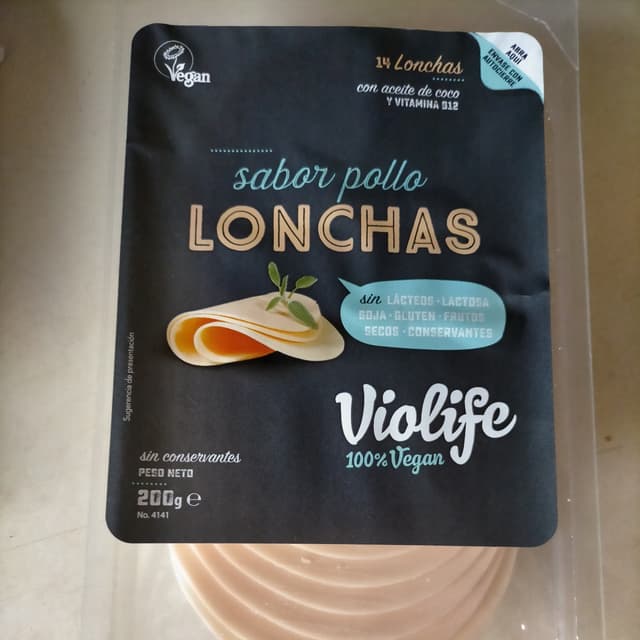 Vegan
14 Lonchas
con aceite de coco
Y VITAMINA B12
ABRA
AQUÍ
ENVASE CON
AUTOCIERRE
sabor pollo
LONCHAS
sin LÁCTEOS · LACTOSA
SOJA · GLUTEN · FRUTOS
SECOS · CONSERVANTES
Sugerencia de presentación
Violife
100% Vegan
sin conservantes
PESO NETO
200g e
No. 4141